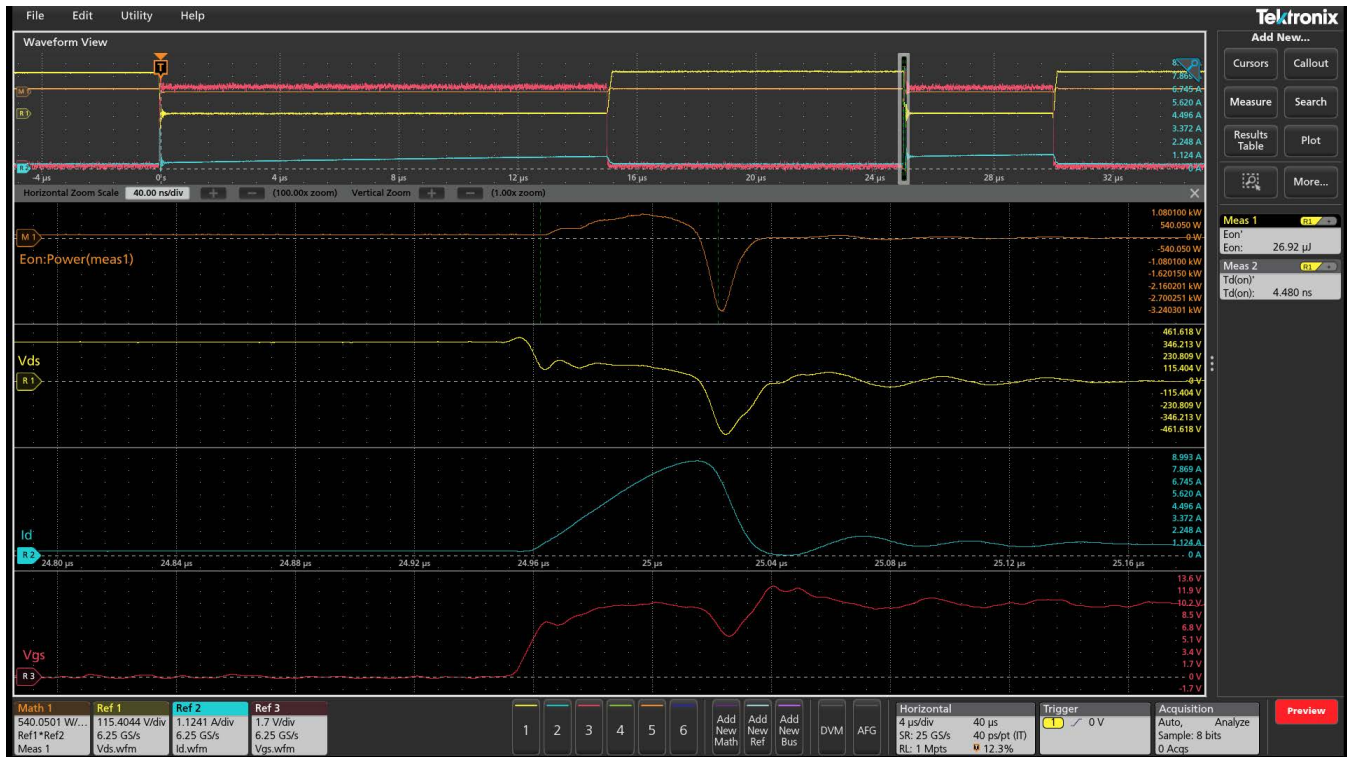 File Edit Utility Help
Tektronix
Waveform View
Add New...
Cursors Callout
Measure Search
Results Table Plot
More...
T
M 1
R 1
R 2
7.869 A
6.745 A
5.620 A
4.496 A
3.372 A
2.248 A
1.124 A
0 A
-4 µs 0 s 4 µs 8 µs 12 µs 16 µs 20 µs 24 µs 28 µs 32 µs
Horizontal Zoom Scale 40.00 ns/div + — (100.00x zoom) Vertical Zoom + — (1.00x zoom)
M 1
Eon:Power(meas1)
1.080100 kW
540.050 W
0 W
-540.050 W
-1.080100 kW
-1.620150 kW
-2.160201 kW
-2.700251 kW
-3.240301 kW
Vds
R 1
461.618 V
346.213 V
230.809 V
115.404 V
0 V
-115.404 V
-230.809 V
-346.213 V
-461.618 V
Id
R 2
8.993 A
7.869 A
6.745 A
5.620 A
4.496 A
3.372 A
2.248 A
1.124 A
0 A
24.80 µs 24.84 µs 24.88 µs 24.92 µs 24.96 µs 25 µs 25.04 µs 25.08 µs 25.12 µs 25.16 µs
Vgs
R 3
13.6 V
11.9 V
10.2 V
8.5 V
6.8 V
5.1 V
3.4 V
1.7 V
0 V
-1.7 V
Meas 1 R1
Eon'
Eon: 26.92 µJ
Meas 2 R1
Td(on)'
Td(on): 4.480 ns
Math 1
540.0501 W/...
Ref1*Ref2
Meas 1
Ref 1
115.4044 V/div
6.25 GS/s
Vds.wfm
Ref 2
1.1241 A/div
6.25 GS/s
Id.wfm
Ref 3
1.7 V/div
6.25 GS/s
Vgs.wfm
1 2 3 4 5 6
Add New Math
Add New Ref
Add New Bus
DVM AFG
Horizontal
4 µs/div 40 µs
SR: 25 GS/s 40 ps/pt (IT)
RL: 1 Mpts 12.3%
Trigger
1 0 V
Acquisition
Auto, Analyze
Sample: 8 bits
0 Acqs
Preview